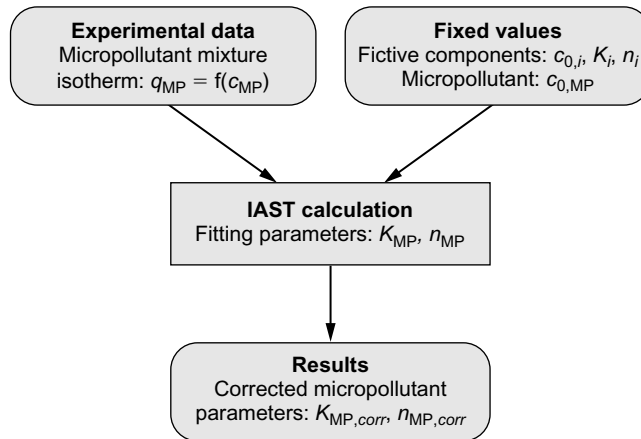 Experimental data
Micropollutant mixture
isotherm: q_MP = f(c_MP)
Fixed values
Fictive components: c_0,i, K_i, n_i
Micropollutant: c_0,MP
IAST calculation
Fitting parameters: K_MP, n_MP
Results
Corrected micropollutant
parameters: K_MP,corr, n_MP,corr